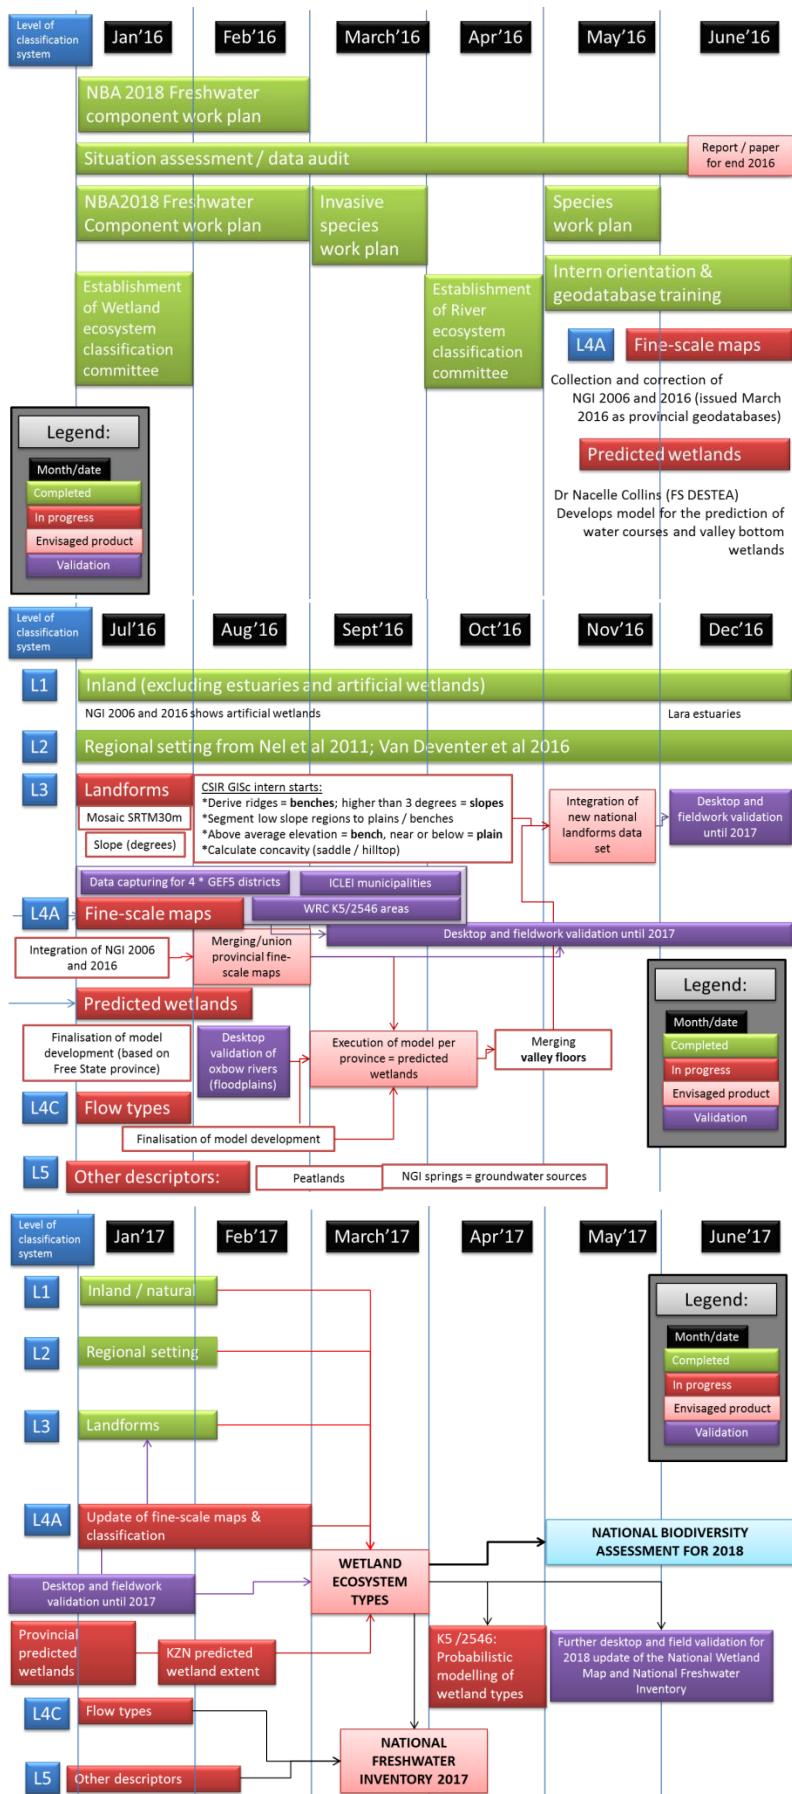 Level of
classification
system
Jan’16
Feb’16
March’16
Apr’16
May’16
June’16
NBA 2018 Freshwater
component work plan
Situation assessment / data audit
Report / paper
for end 2016
NBA2018 Freshwater
Component work plan
Invasive
species
work plan
Species
work plan
Establishment
of Wetland
ecosystem
classification
committee
Establishment
of River
ecosystem
classification
committee
Intern orientation &
geodatabase training
L4A
Fine-scale maps
Collection and correction of
NGI 2006 and 2016 (issued March
2016 as provincial geodatabases)
Predicted wetlands
Dr Nacelle Collins (FS DESTEA)
Develops model for the prediction of
water courses and valley bottom
wetlands
Legend:
Month/date
Completed
In progress
Envisaged product
Validation
Level of
classification
system
Jul’16
Aug’16
Sept’16
Oct’16
Nov’16
Dec’16
L1
Inland (excluding estuaries and artificial wetlands)
NGI 2006 and 2016 shows artificial wetlands
Lara estuaries
L2
Regional setting from Nel et al 2011; Van Deventer et al 2016
L3
Landforms
Mosaic SRTM30m
Slope (degrees)
CSIR GISc intern starts:
*Derive ridges = benches; higher than 3 degrees = slopes
*Segment low slope regions to plains / benches
*Above average elevation = bench, near or below = plain
*Calculate concavity (saddle / hilltop)
Integration of
new national
landforms data
set
Desktop and
fieldwork validation
until 2017
Data capturing for 4 * GEF5 districts
ICLEI municipalities
WRC K5/2546 areas
L4A
Fine-scale maps
Desktop and fieldwork validation until 2017
Integration of NGI 2006
and 2016
Merging/union
provincial fine-
scale maps
Predicted wetlands
Finalisation of model
development (based on
Free State province)
Desktop
validation of
oxbow rivers
(floodplains)
Execution of model per
province = predicted
wetlands
Merging
valley floors
L4C
Flow types
Finalisation of model development
L5
Other descriptors:
Peatlands
NGI springs = groundwater sources
Legend:
Month/date
Completed
In progress
Envisaged product
Validation
Level of
classification
system
Jan’17
Feb’17
March’17
Apr’17
May’17
June’17
L1
Inland / natural
L2
Regional setting
L3
Landforms
Legend:
Month/date
Completed
In progress
Envisaged product
Validation
L4A
Update of fine-scale maps &
classification
Desktop and fieldwork
validation until 2017
WETLAND
ECOSYSTEM
TYPES
NATIONAL BIODIVERSITY
ASSESSMENT FOR 2018
Provincial
predicted
wetlands
KZN predicted
wetland extent
K5 /2546:
Probabilistic
modelling of
wetland types
Further desktop and field validation for
2018 update of the National Wetland
Map and National Freshwater
Inventory
L4C
Flow types
NATIONAL
FRESHWATER
INVENTORY 2017
L5
Other descriptors